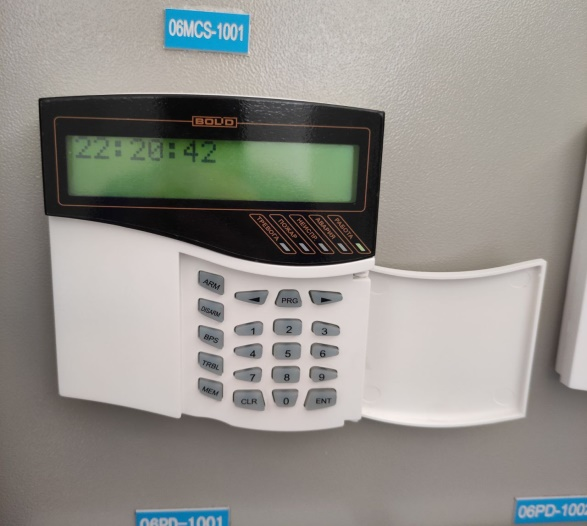 06MCS-1001
BOLID
22:20:42
ТРЕВОГА
ПОЖАР
НЕИСПР
АВАРИЯ
РАБОТА
ARM
◄ PRG ►
DISARM
1 2 3
BPS
4 5 6
TRBL
7 8 9
MEM
CLR 0 ENT
06PD-1001
06PD-100